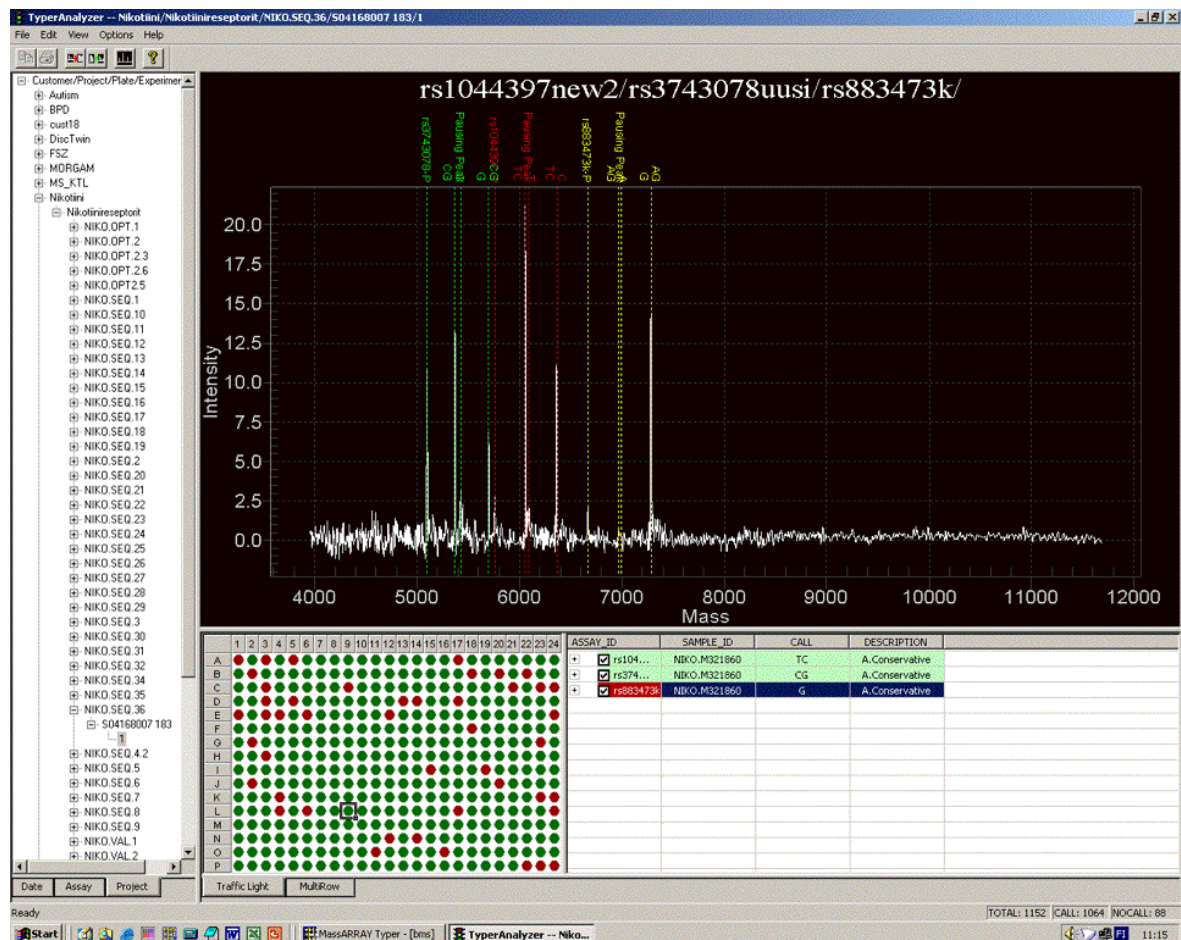 TyperAnalyzer -- Nikotiini/Nikotiinireseptorit/NIKO.SEQ.36/S04168007 183/1
File Edit View Options Help
Customer/Project/Plate/Experimer
Autism
BPD
cust18
DiscTwin
FSZ
MORGAM
MS_KTL
Nikotiini
Nikotiinireseptorit
NIKO.OPT.1
NIKO.OPT.2
NIKO.OPT.2.3
NIKO.OPT.2.6
NIKO.OPT2.5
NIKO.SEQ.1
NIKO.SEQ.10
NIKO.SEQ.11
NIKO.SEQ.12
NIKO.SEQ.13
NIKO.SEQ.14
NIKO.SEQ.15
NIKO.SEQ.16
NIKO.SEQ.17
NIKO.SEQ.18
NIKO.SEQ.19
NIKO.SEQ.2
NIKO.SEQ.20
NIKO.SEQ.21
NIKO.SEQ.22
NIKO.SEQ.23
NIKO.SEQ.24
NIKO.SEQ.25
NIKO.SEQ.26
NIKO.SEQ.27
NIKO.SEQ.28
NIKO.SEQ.29
NIKO.SEQ.3
NIKO.SEQ.30
NIKO.SEQ.31
NIKO.SEQ.32
NIKO.SEQ.34
NIKO.SEQ.35
NIKO.SEQ.36
S04168007 183
1
NIKO.SEQ.4.2
NIKO.SEQ.5
NIKO.SEQ.6
NIKO.SEQ.7
NIKO.SEQ.8
NIKO.SEQ.9
NIKO.VAL.1
NIKO.VAL.2
Date Assay Project
rs1044397new2/rs3743078uusi/rs883473k/
rs3743078-P
CG
Pausing Peak
G
CG
TC
Pausing Peak
TC
C
rs883473k-P
AG
Pausing Peak
G
AG
Intensity
20.0
17.5
15.0
12.5
10.0
7.5
5.0
2.5
0.0
4000 5000 6000 7000 8000 9000 10000 11000 12000
Mass
1 2 3 4 5 6 7 8 9 10 11 12 13 14 15 16 17 18 19 20 21 22 23 24
A
B
C
D
E
F
G
H
I
J
K
L
M
N
O
P
Traffic Light MultiRow
ASSAY_ID SAMPLE_ID CALL DESCRIPTION
rs104... NIKO.M321860 TC A.Conservative
rs374... NIKO.M321860 CG A.Conservative
rs883473k NIKO.M321860 G A.Conservative
Ready
TOTAL: 1152 CALL: 1064 NOCALL: 88
Start MassARRAY Typer - [bms] TyperAnalyzer -- Niko... FI 11:15